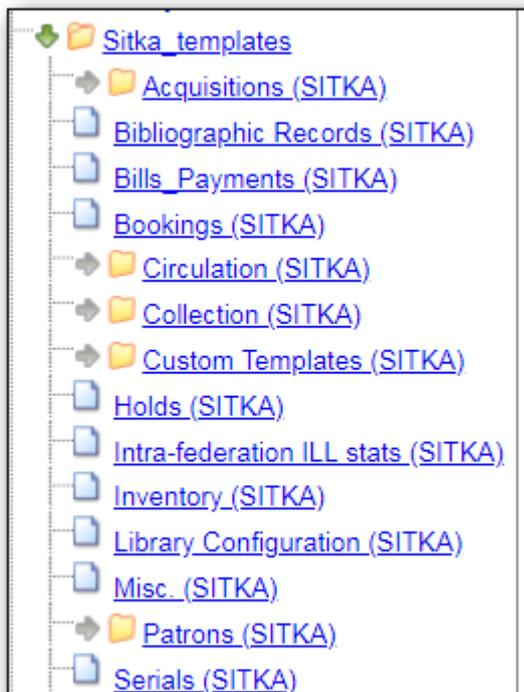 Sitka_templates
Acquisitions (SITKA)
Bibliographic Records (SITKA)
Bills_Payments (SITKA)
Bookings (SITKA)
Circulation (SITKA)
Collection (SITKA)
Custom Templates (SITKA)
Holds (SITKA)
Intra-federation ILL stats (SITKA)
Inventory (SITKA)
Library Configuration (SITKA)
Misc. (SITKA)
Patrons (SITKA)
Serials (SITKA)